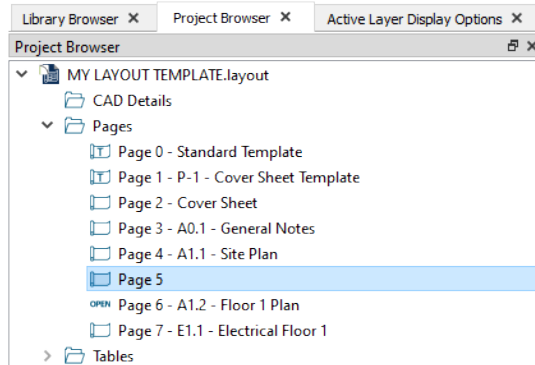 Library Browser Project Browser Active Layer Display Options
Project Browser
MY LAYOUT TEMPLATE.layout
CAD Details
Pages
T Page 0 - Standard Template
T Page 1 - P-1 - Cover Sheet Template
Page 2 - Cover Sheet
Page 3 - A0.1 - General Notes
Page 4 - A1.1 - Site Plan
Page 5
OPEN Page 6 - A1.2 - Floor 1 Plan
Page 7 - E1.1 - Electrical Floor 1
Tables